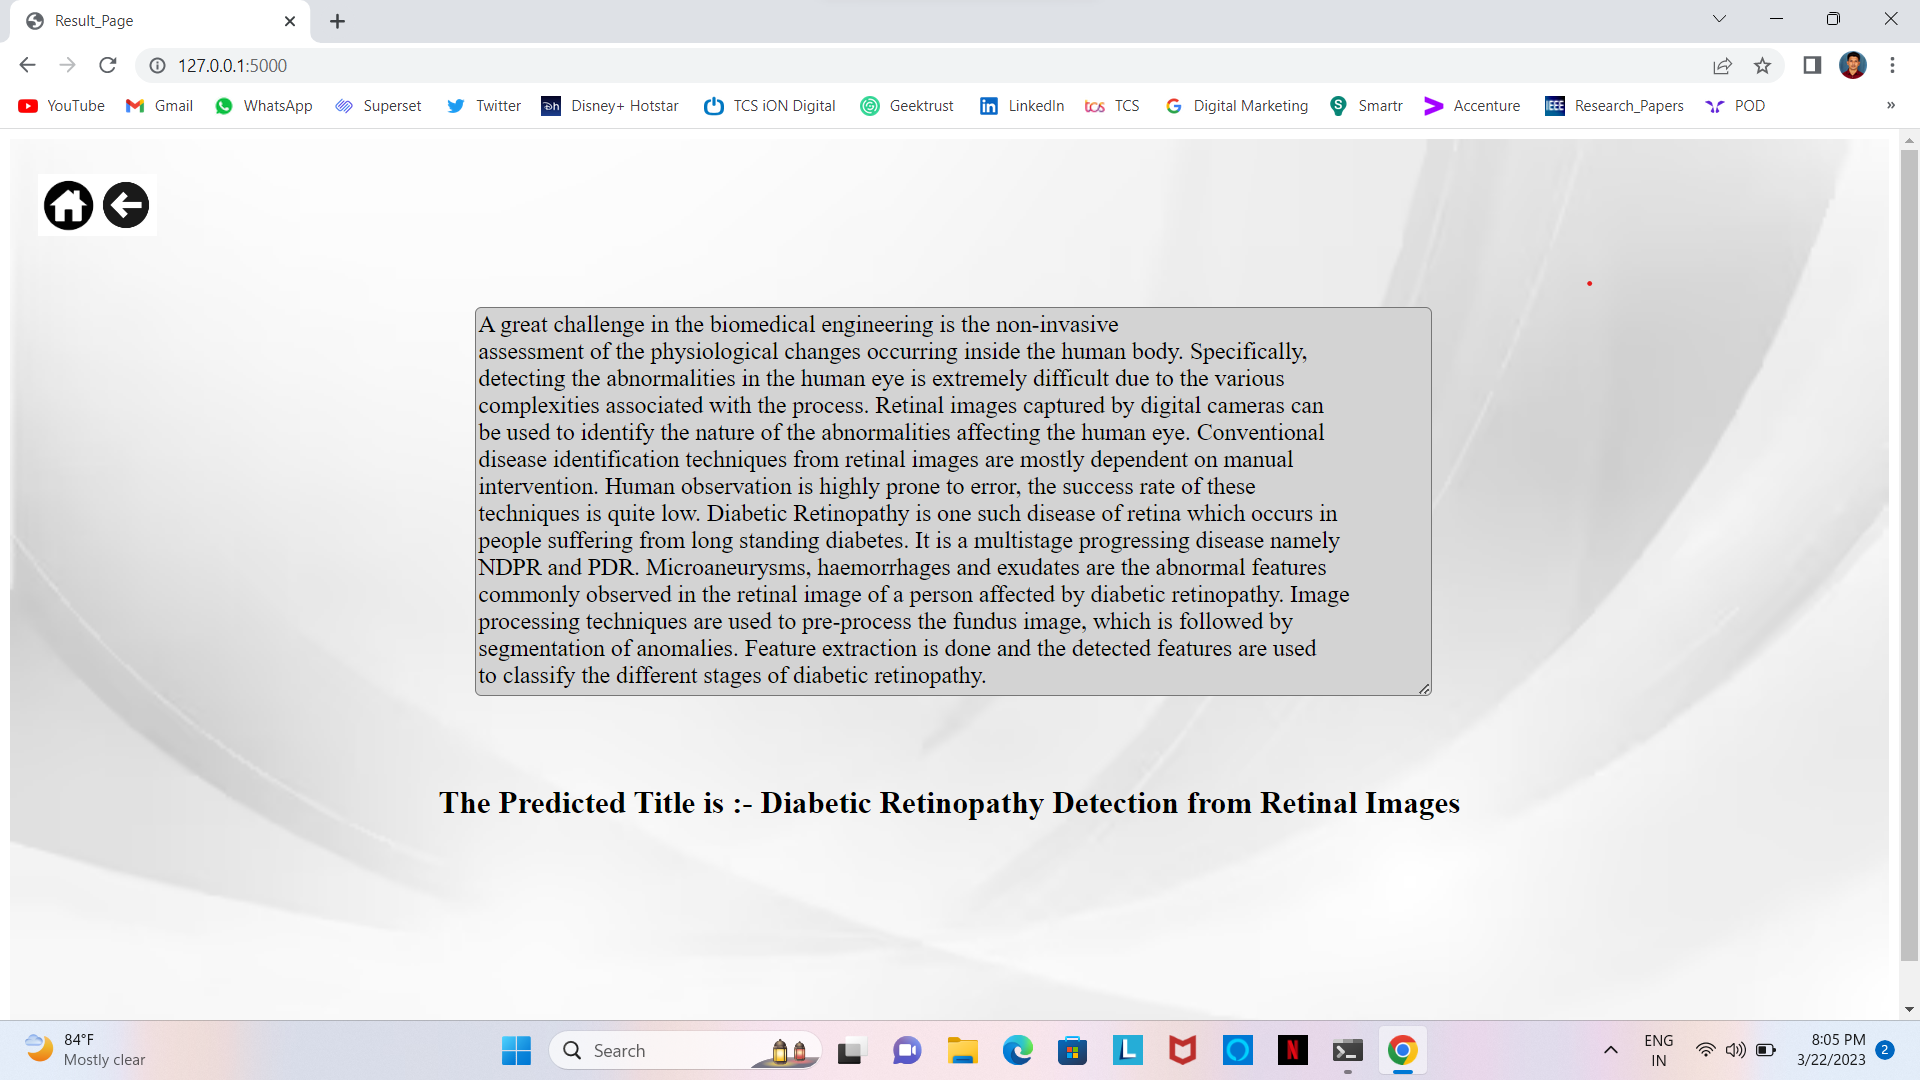 Result_Page
127.0.0.1:5000
YouTube Gmail WhatsApp Superset Twitter Disney+ Hotstar TCS iON Digital Geektrust LinkedIn TCS Digital Marketing Smartr Accenture Research_Papers POD »
A great challenge in the biomedical engineering is the non-invasive
assessment of the physiological changes occurring inside the human body. Specifically,
detecting the abnormalities in the human eye is extremely difficult due to the various
complexities associated with the process. Retinal images captured by digital cameras can
be used to identify the nature of the abnormalities affecting the human eye. Conventional
disease identification techniques from retinal images are mostly dependent on manual
intervention. Human observation is highly prone to error, the success rate of these
techniques is quite low. Diabetic Retinopathy is one such disease of retina which occurs in
people suffering from long standing diabetes. It is a multistage progressing disease namely
NDPR and PDR. Microaneurysms, haemorrhages and exudates are the abnormal features
commonly observed in the retinal image of a person affected by diabetic retinopathy. Image
processing techniques are used to pre-process the fundus image, which is followed by
segmentation of anomalies. Feature extraction is done and the detected features are used
to classify the different stages of diabetic retinopathy.
The Predicted Title is :- Diabetic Retinopathy Detection from Retinal Images
84°F
Mostly clear
Search
ENG
IN
8:05 PM
3/22/2023
2